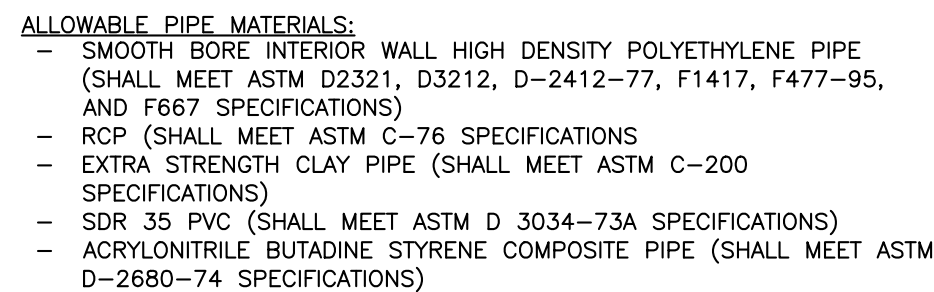 ALLOWABLE PIPE MATERIALS:
- SMOOTH BORE INTERIOR WALL HIGH DENSITY POLYETHYLENE PIPE
(SHALL MEET ASTM D2321, D3212, D-2412-77, F1417, F477-95,
AND F667 SPECIFICATIONS)
- RCP (SHALL MEET ASTM C-76 SPECIFICATIONS
- EXTRA STRENGTH CLAY PIPE (SHALL MEET ASTM C-200
SPECIFICATIONS)
- SDR 35 PVC (SHALL MEET ASTM D 3034-73A SPECIFICATIONS)
- ACRYLONITRILE BUTADINE STYRENE COMPOSITE PIPE (SHALL MEET ASTM
D-2680-74 SPECIFICATIONS)